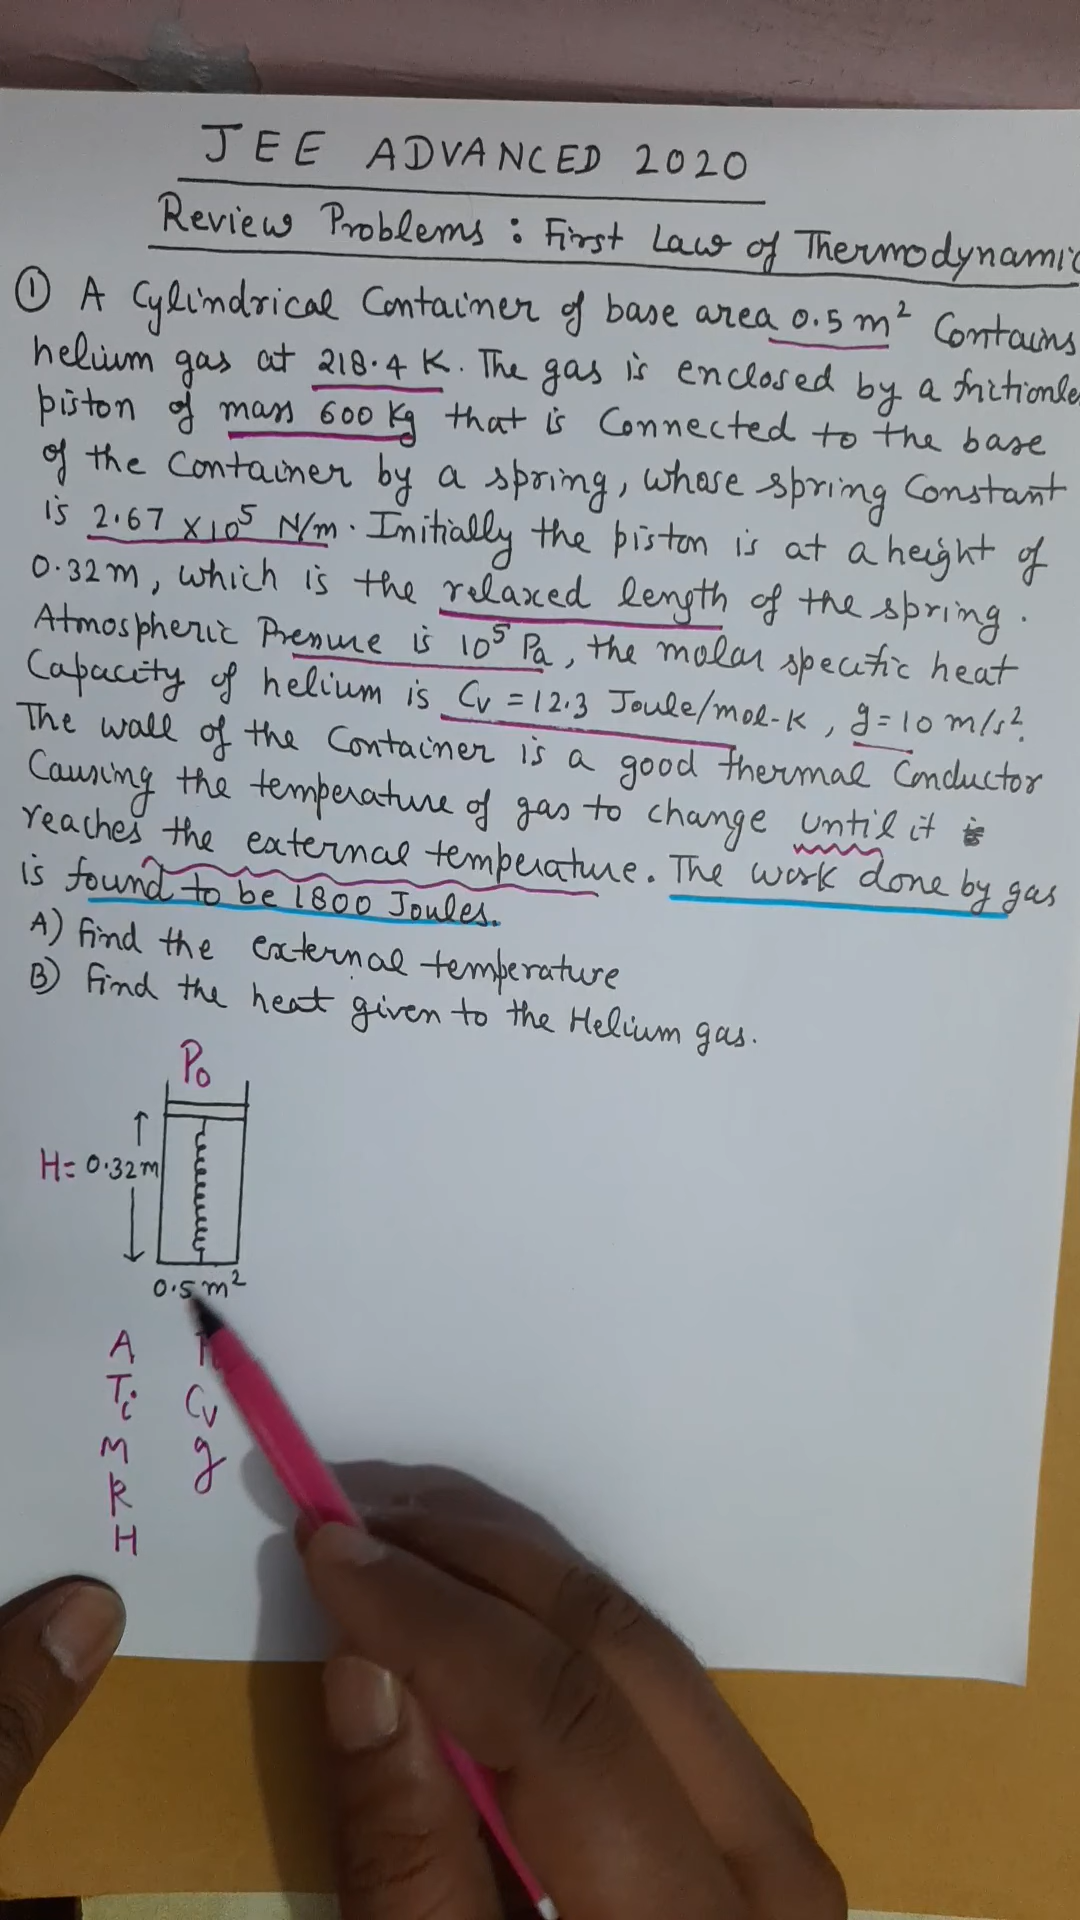 JEE ADVANCED 2020
Review Problems: First Law of Thermodynamic
① A Cylindrical Container of base area 0.5 m² Contains
helium gas at 218.4 K. The gas is enclosed by a frictionle
piston of mass 600 Kg that is Connected to the base
of the Container by a spring, whose spring Constant
is 2.67 x10⁵ N/m. Initially the piston is at a height of
0.32m, which is the relaxed length of the spring.
Atmospheric Pressure is 10⁵ Pa, the molar specific heat
Capacity of helium is Cv = 12.3 Joule/mol-K, g = 10 m/s².
The wall of the Container is a good thermal Conductor
Causing the temperature of gas to change until it
reaches the external temperature. The work done by gas
is found to be 1800 Joules.
A) find the external temperature
B) Find the heat given to the Helium gas.
P₀
H = 0.32m
0.5 m²
A
Ti Cv
M g
K
H